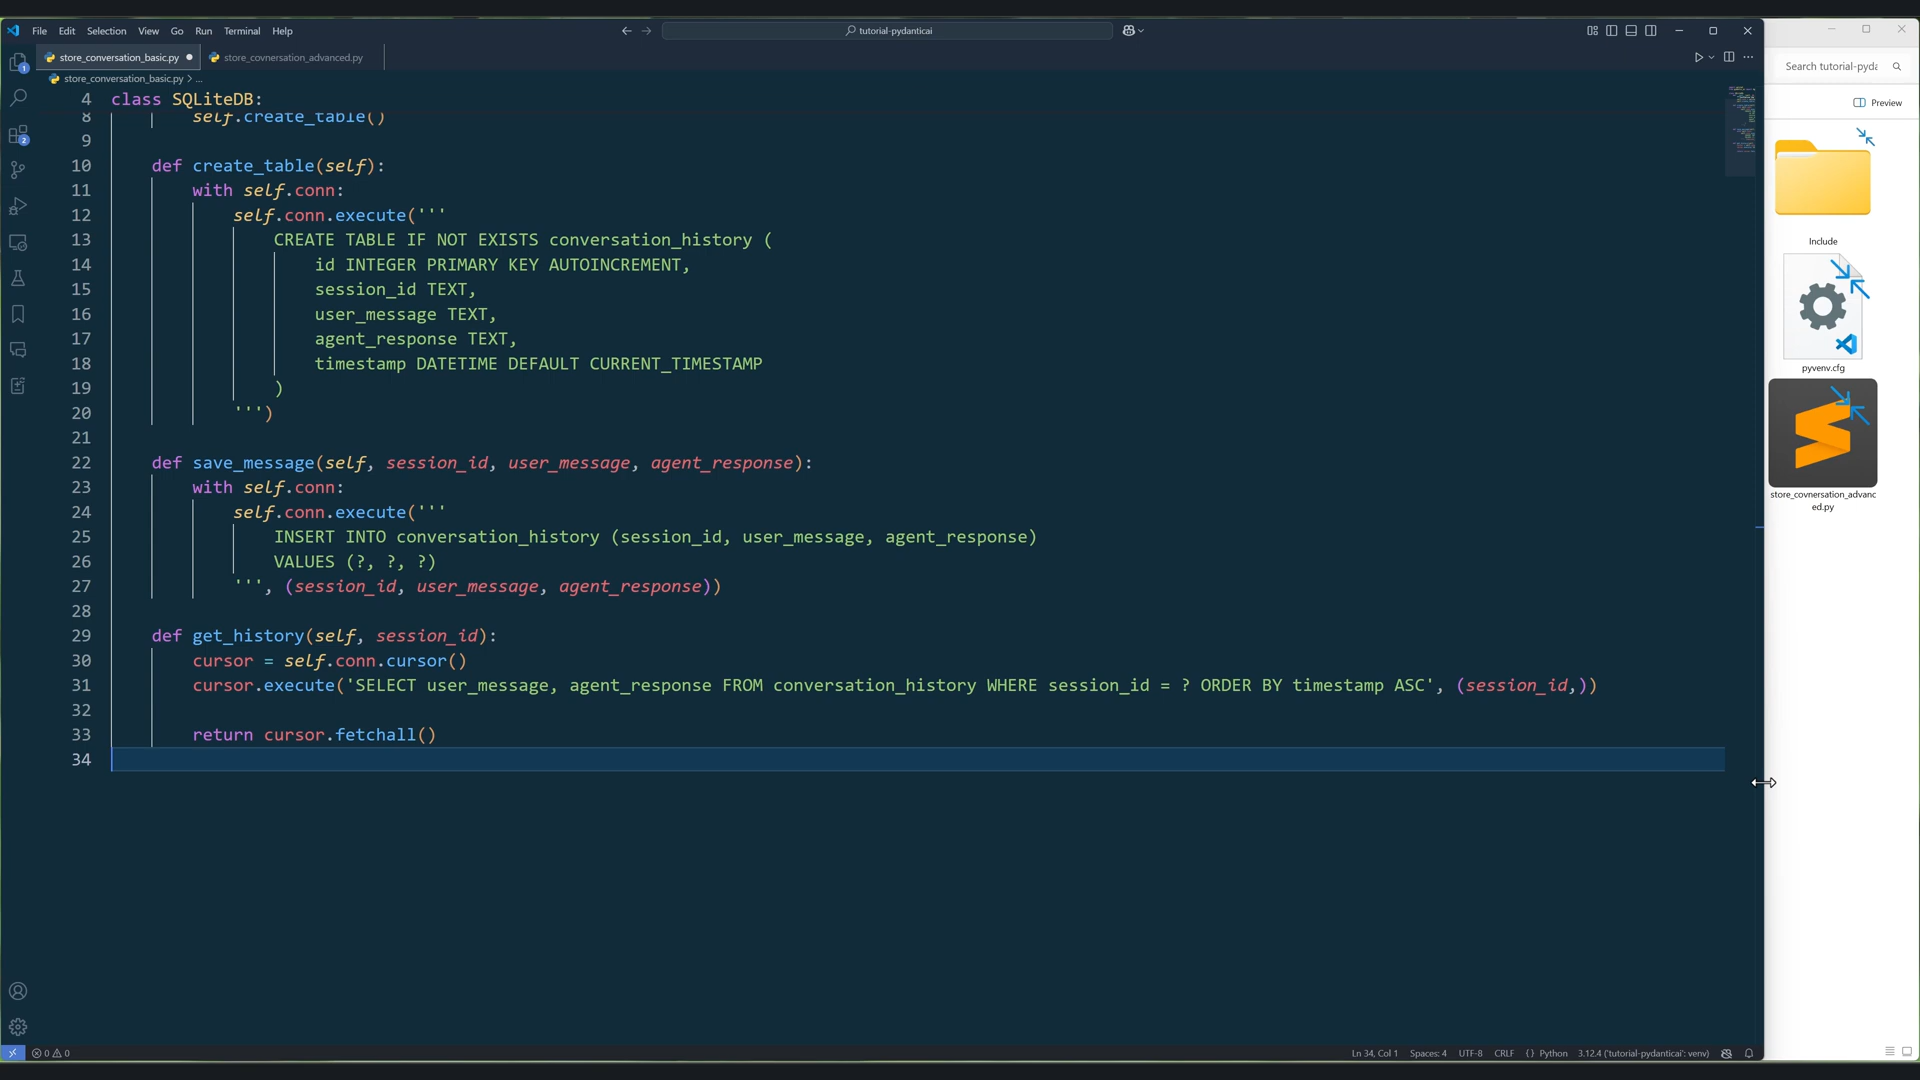 File Edit Selection View Go Run Terminal Help
tutorial-pydanticai
store_conversation_basic.py
store_covnersation_advanced.py
store_conversation_basic.py > ...
4 class SQLiteDB:
8 self.create_table()
9
10 def create_table(self):
11 with self.conn:
12 self.conn.execute('''
13 CREATE TABLE IF NOT EXISTS conversation_history (
14 id INTEGER PRIMARY KEY AUTOINCREMENT,
15 session_id TEXT,
16 user_message TEXT,
17 agent_response TEXT,
18 timestamp DATETIME DEFAULT CURRENT_TIMESTAMP
19 )
20 ''')
21
22 def save_message(self, session_id, user_message, agent_response):
23 with self.conn:
24 self.conn.execute('''
25 INSERT INTO conversation_history (session_id, user_message, agent_response)
26 VALUES (?, ?, ?)
27 ''', (session_id, user_message, agent_response))
28
29 def get_history(self, session_id):
30 cursor = self.conn.cursor()
31 cursor.execute('SELECT user_message, agent_response FROM conversation_history WHERE session_id = ? ORDER BY timestamp ASC', (session_id,))
32
33 return cursor.fetchall()
34
1
2
0 0
Ln 34, Col 1 Spaces: 4 UTF-8 CRLF {} Python 3.12.4 ('tutorial-pydanticai': venv)
Search tutorial-pyda
Preview
Include
pyvenv.cfg
store_covnersation_advanc
ed.py